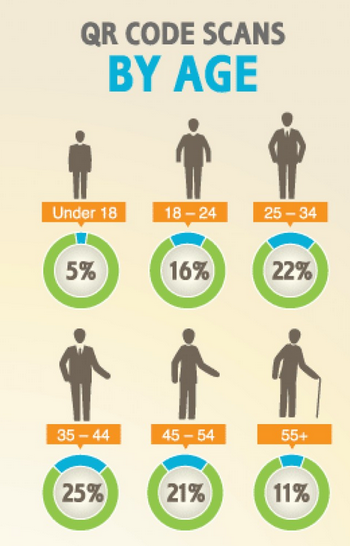 QR CODE SCANS
BY AGE
Under 18
18 – 24
25 – 34
5%
16%
22%
35 – 44
45 – 54
55+
25%
21%
11%